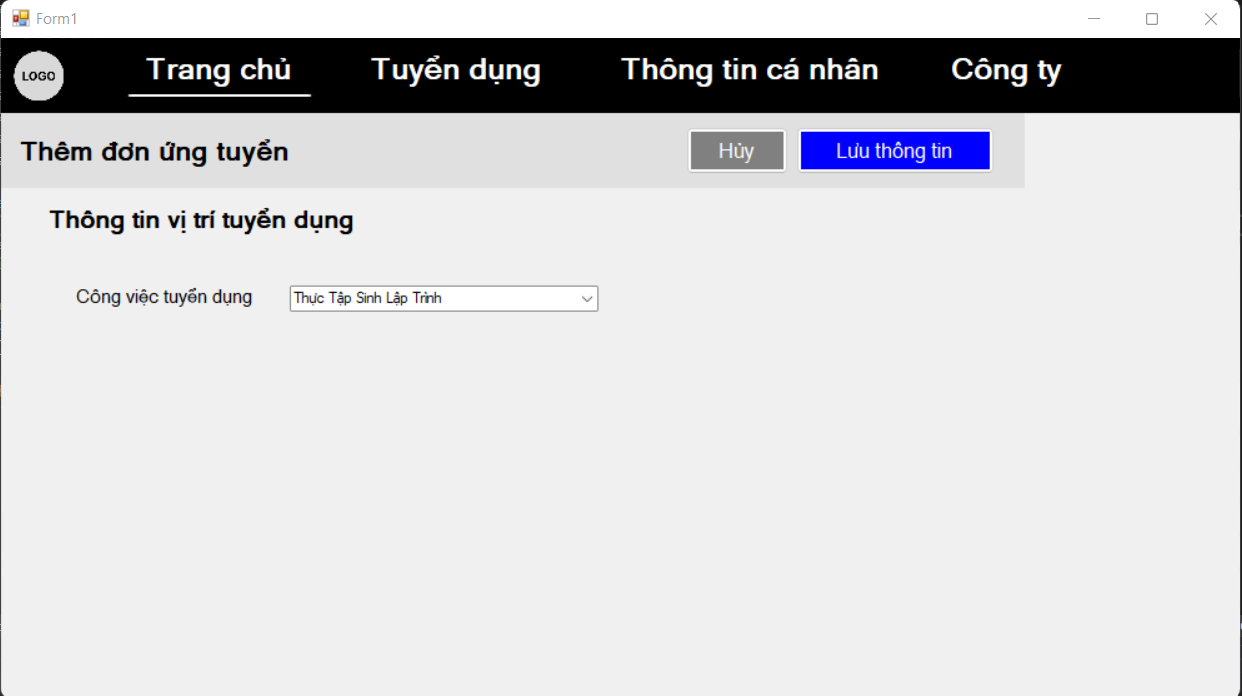 Form1
LOGO
Trang chủ Tuyển dụng Thông tin cá nhân Công ty
Thêm đơn ứng tuyển Hủy Lưu thông tin
Thông tin vị trí tuyển dụng
Công việc tuyển dụng Thực Tập Sinh Lập Trình